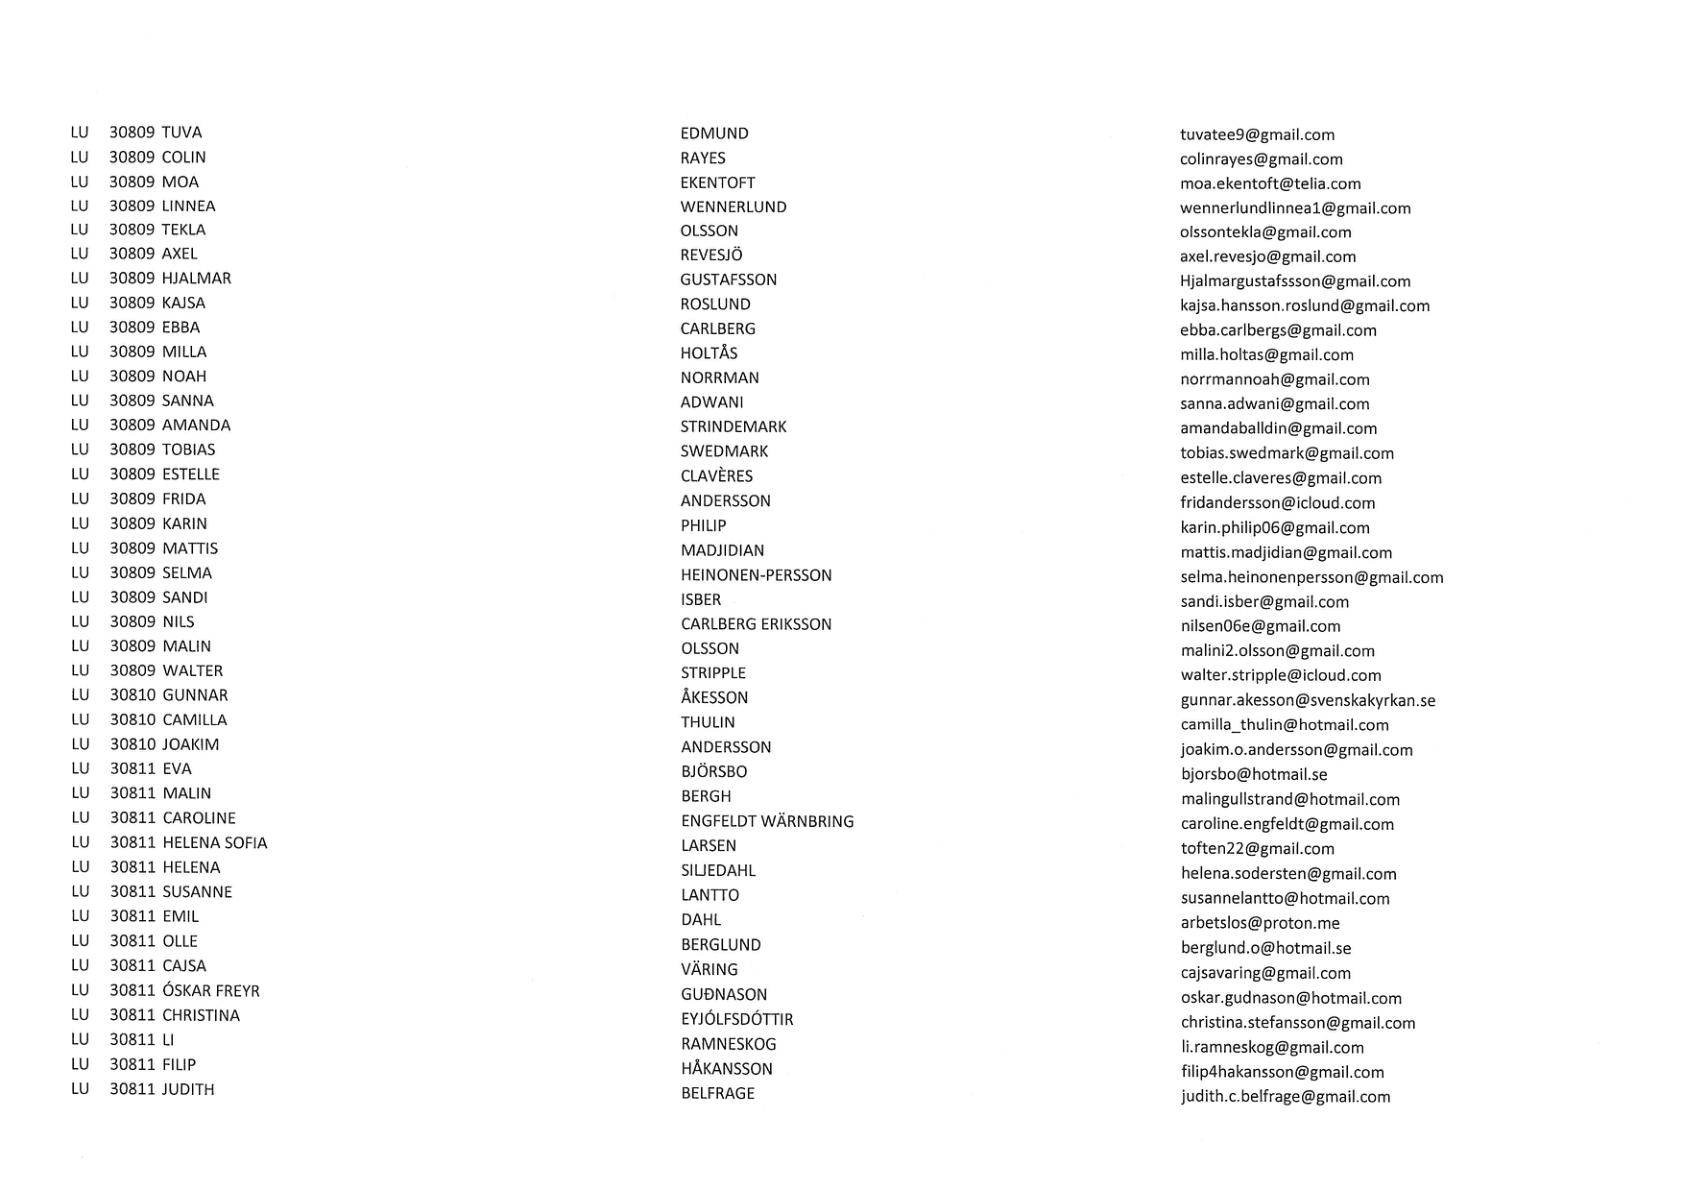 LU 30809 TUVA EDMUND tuvatee9@gmail.com
LU 30809 COLIN RAYES colinrayes@gmail.com
LU 30809 MOA EKENTOFT moa.ekentoft@telia.com
LU 30809 LINNEA WENNERLUND wennerlundlinnea1@gmail.com
LU 30809 TEKLA OLSSON olssontekla@gmail.com
LU 30809 AXEL REVESJÖ axel.revesjo@gmail.com
LU 30809 HJALMAR GUSTAFSSON Hjalmargustafssson@gmail.com
LU 30809 KAJSA ROSLUND kajsa.hansson.roslund@gmail.com
LU 30809 EBBA CARLBERG ebba.carlbergs@gmail.com
LU 30809 MILLA HOLTÅS milla.holtas@gmail.com
LU 30809 NOAH NORRMAN norrmannoah@gmail.com
LU 30809 SANNA ADWANI sanna.adwani@gmail.com
LU 30809 AMANDA STRINDEMARK amandaballdin@gmail.com
LU 30809 TOBIAS SWEDMARK tobias.swedmark@gmail.com
LU 30809 ESTELLE CLAVÈRES estelle.claveres@gmail.com
LU 30809 FRIDA ANDERSSON fridandersson@icloud.com
LU 30809 KARIN PHILIP karin.philip06@gmail.com
LU 30809 MATTIS MADJIDIAN mattis.madjidian@gmail.com
LU 30809 SELMA HEINONEN-PERSSON selma.heinonenpersson@gmail.com
LU 30809 SANDI ISBER sandi.isber@gmail.com
LU 30809 NILS CARLBERG ERIKSSON nilsen06e@gmail.com
LU 30809 MALIN OLSSON malini2.olsson@gmail.com
LU 30809 WALTER STRIPPLE walter.stripple@icloud.com
LU 30810 GUNNAR ÅKESSON gunnar.akesson@svenskakyrkan.se
LU 30810 CAMILLA THULIN camilla_thulin@hotmail.com
LU 30810 JOAKIM ANDERSSON joakim.o.andersson@gmail.com
LU 30811 EVA BJÖRSBO bjorsbo@hotmail.se
LU 30811 MALIN BERGH malingullstrand@hotmail.com
LU 30811 CAROLINE ENGFELDT WÄRNBRING caroline.engfeldt@gmail.com
LU 30811 HELENA SOFIA LARSEN toften22@gmail.com
LU 30811 HELENA SILJEDAHL helena.sodersten@gmail.com
LU 30811 SUSANNE LANTTO susannelantto@hotmail.com
LU 30811 EMIL DAHL arbetslos@proton.me
LU 30811 OLLE BERGLUND berglund.o@hotmail.se
LU 30811 CAJSA VÄRING cajsavaring@gmail.com
LU 30811 ÓSKAR FREYR GUÐNASON oskar.gudnason@hotmail.com
LU 30811 CHRISTINA EYJÓLFSDÓTTIR christina.stefansson@gmail.com
LU 30811 LI RAMNESKOG li.ramneskog@gmail.com
LU 30811 FILIP HÅKANSSON filip4hakansson@gmail.com
LU 30811 JUDITH BELFRAGE judith.c.belfrage@gmail.com